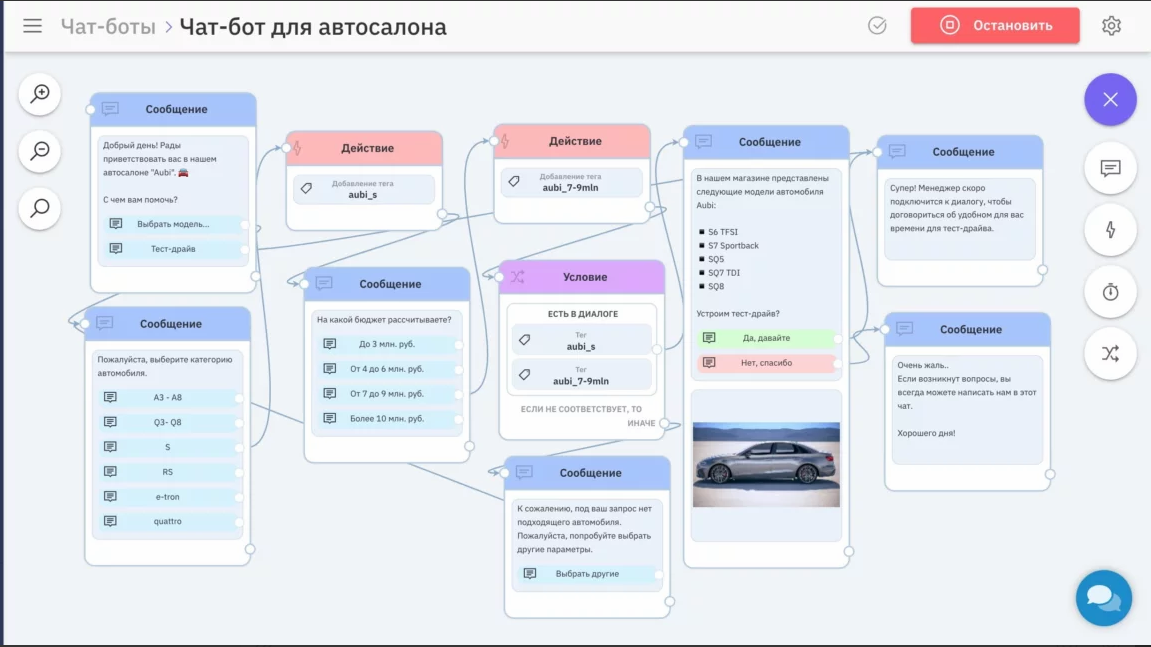 Чат-боты > Чат-бот для автосалона
Остановить
Сообщение
Добрый день! Рады
приветствовать вас в нашем
автосалоне "Aubi". 🚘
С чем вам помочь?
Выбрать модель...
Тест-драйв
Сообщение
Пожалуйста, выберите категорию
автомобиля.
A3 - A8
Q3- Q8
S
RS
e-tron
quattro
Действие
Добавление тега
aubi_s
Сообщение
На какой бюджет рассчитываете?
До 3 млн. руб.
От 4 до 6 млн. руб.
От 7 до 9 млн. руб.
Более 10 млн. руб.
Действие
Добавление тега
aubi_7-9mln
Условие
ЕСТЬ В ДИАЛОГЕ
Тег
aubi_s
Тег
aubi_7-9mln
ЕСЛИ НЕ СООТВЕТСТВУЕТ, ТО
ИНАЧЕ
Сообщение
К сожалению, под ваш запрос нет
подходящего автомобиля.
Пожалуйста, попробуйте выбрать
другие параметры.
Выбрать другие
Сообщение
В нашем магазине представлены
следующие модели автомобиля
Aubi:
▪ S6 TFSI
▪ S7 Sportback
▪ SQ5
▪ SQ7 TDI
▪ SQ8
Устроим тест-драйв?
Да, давайте
Нет, спасибо
Сообщение
Супер! Менеджер скоро
подключится к диалогу, чтобы
договориться об удобном для вас
времени для тест-драйва.
Сообщение
Очень жаль..
Если возникнут вопросы, вы
всегда можете написать нам в этот
чат.
Хорошего дня!